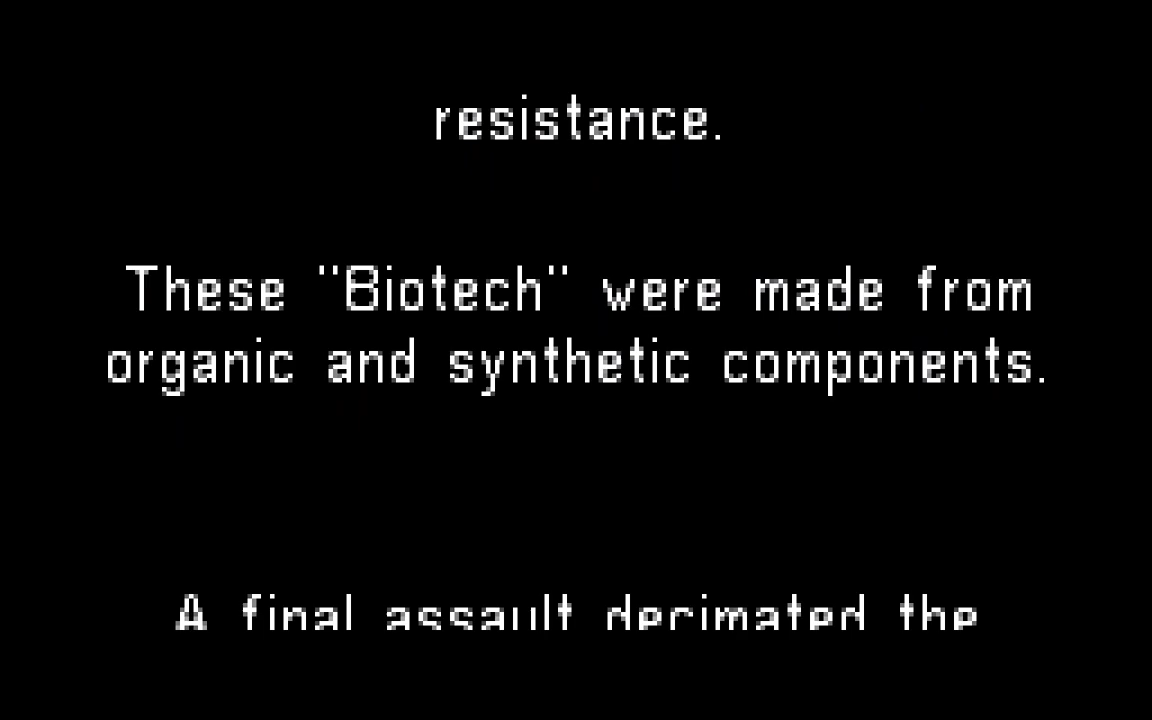 resistance.
These "Biotech" were made from
organic and synthetic components.
A final assault decimated the